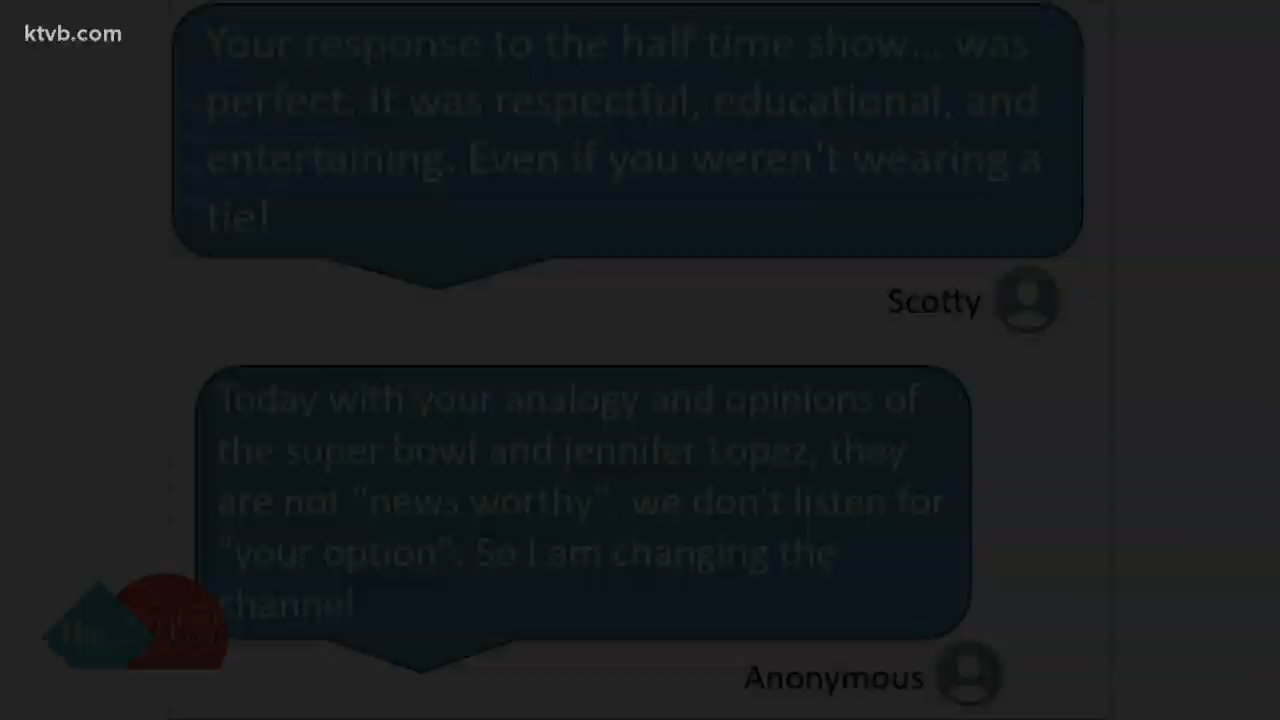 ktvb.com
Your response to the half time show... was
perfect. It was respectful, educational, and
entertaining. Even if you weren't wearing a
tie!
Scotty
Today with your analogy and opinions of
the super bowl and jennifer Lopez, they
are not "news worthy". we don't listen for
"your option". So I am changing the
channel
the
Anonymous